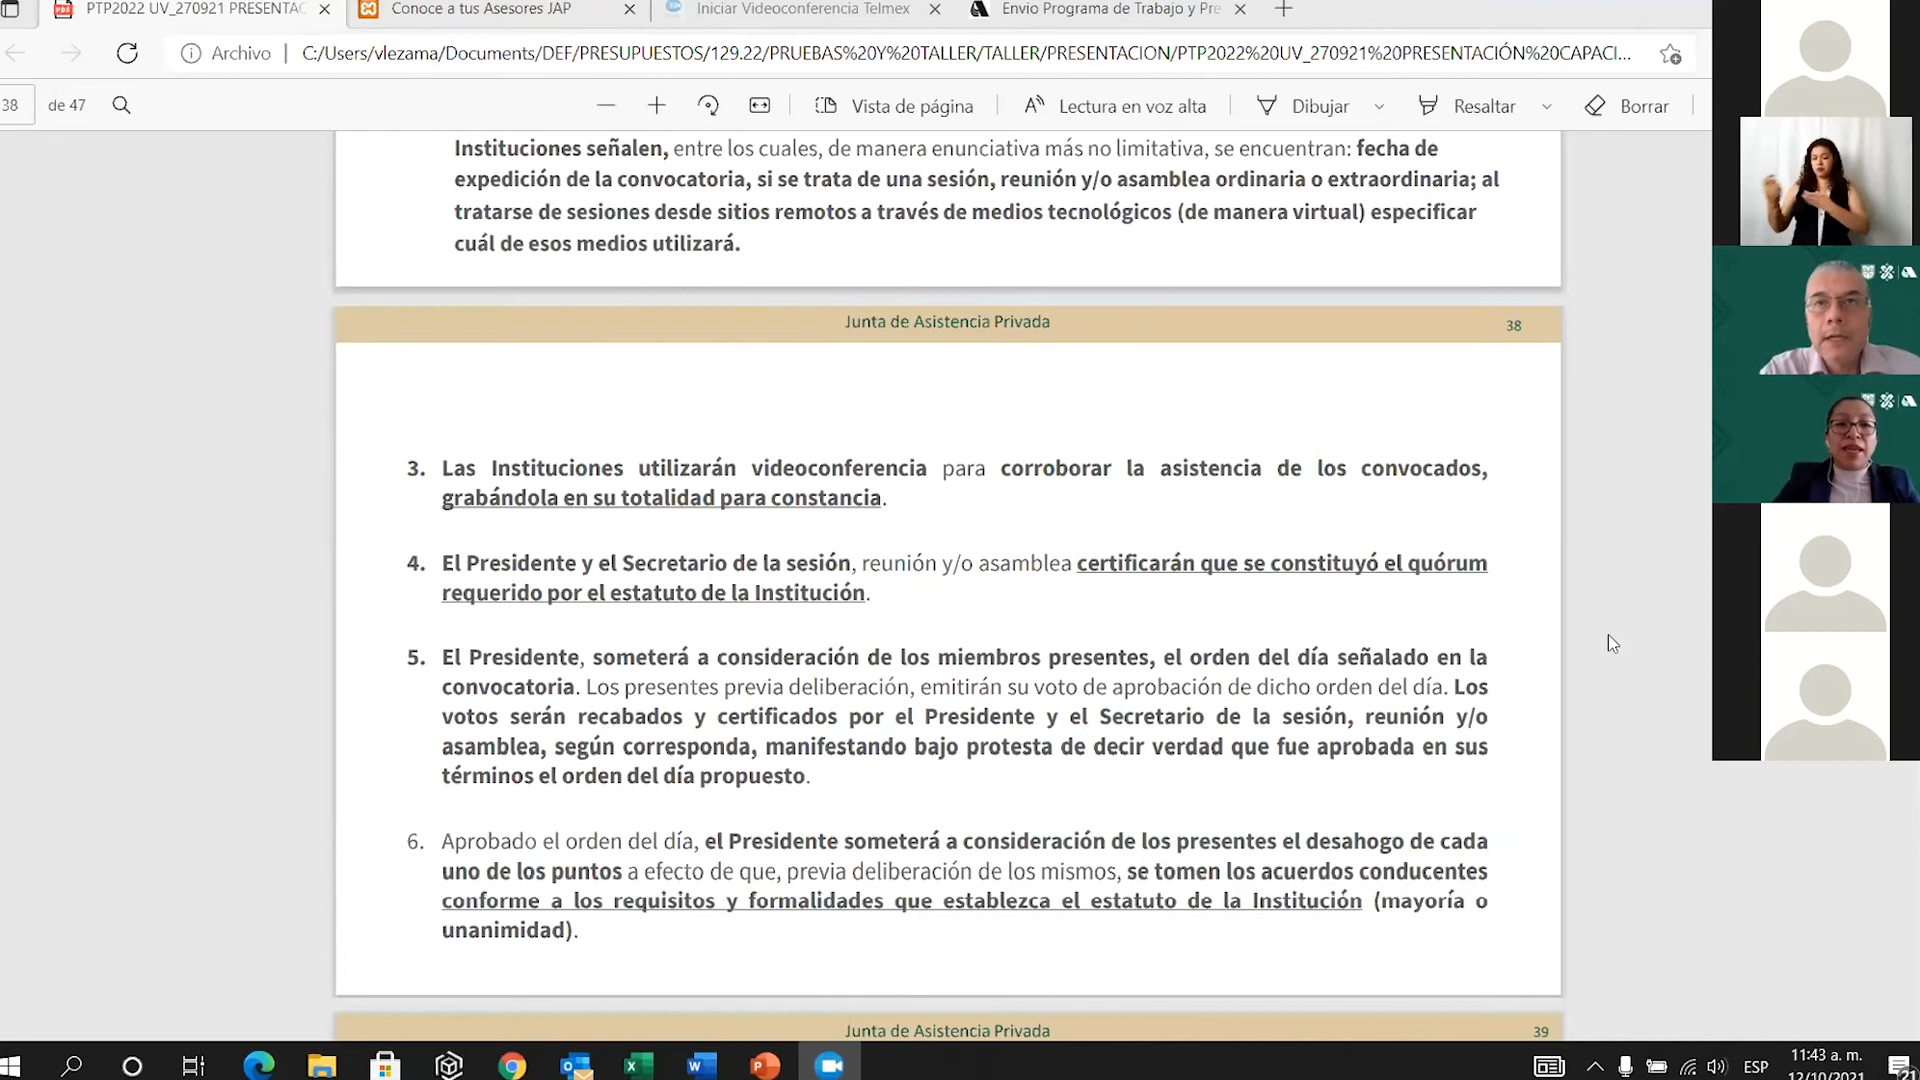 PTP2022 UV_270921 PRESENTAC
Conoce a tus Asesores JAP
Iniciar Videoconferencia Telmex
Envio Programa de Trabajo y Pre
Archivo
C:/Users/vlezama/Documents/DEF/PRESUPUESTOS/129.22/PRUEBAS%20Y%20TALLER/TALLER/PRESENTACION/PTP2022%20UV_270921%20PRESENTACIÓN%20CAPACI...
38 de 47
Vista de página
Lectura en voz alta
Dibujar
Resaltar
Borrar
Instituciones señalen, entre los cuales, de manera enunciativa más no limitativa, se encuentran: fecha de
expedición de la convocatoria, si se trata de una sesión, reunión y/o asamblea ordinaria o extraordinaria; al
tratarse de sesiones desde sitios remotos a través de medios tecnológicos (de manera virtual) especificar
cuál de esos medios utilizará.
Junta de Asistencia Privada
38
3. Las Instituciones utilizarán videoconferencia para corroborar la asistencia de los convocados,
grabándola en su totalidad para constancia.
4. El Presidente y el Secretario de la sesión, reunión y/o asamblea certificarán que se constituyó el quórum
requerido por el estatuto de la Institución.
5. El Presidente, someterá a consideración de los miembros presentes, el orden del día señalado en la
convocatoria. Los presentes previa deliberación, emitirán su voto de aprobación de dicho orden del día. Los
votos serán recabados y certificados por el Presidente y el Secretario de la sesión, reunión y/o
asamblea, según corresponda, manifestando bajo protesta de decir verdad que fue aprobada en sus
términos el orden del día propuesto.
6. Aprobado el orden del día, el Presidente someterá a consideración de los presentes el desahogo de cada
uno de los puntos a efecto de que, previa deliberación de los mismos, se tomen los acuerdos conducentes
conforme a los requisitos y formalidades que establezca el estatuto de la Institución (mayoría o
unanimidad).
Junta de Asistencia Privada
39
ESP
11:43 a. m.
12/10/2021
21